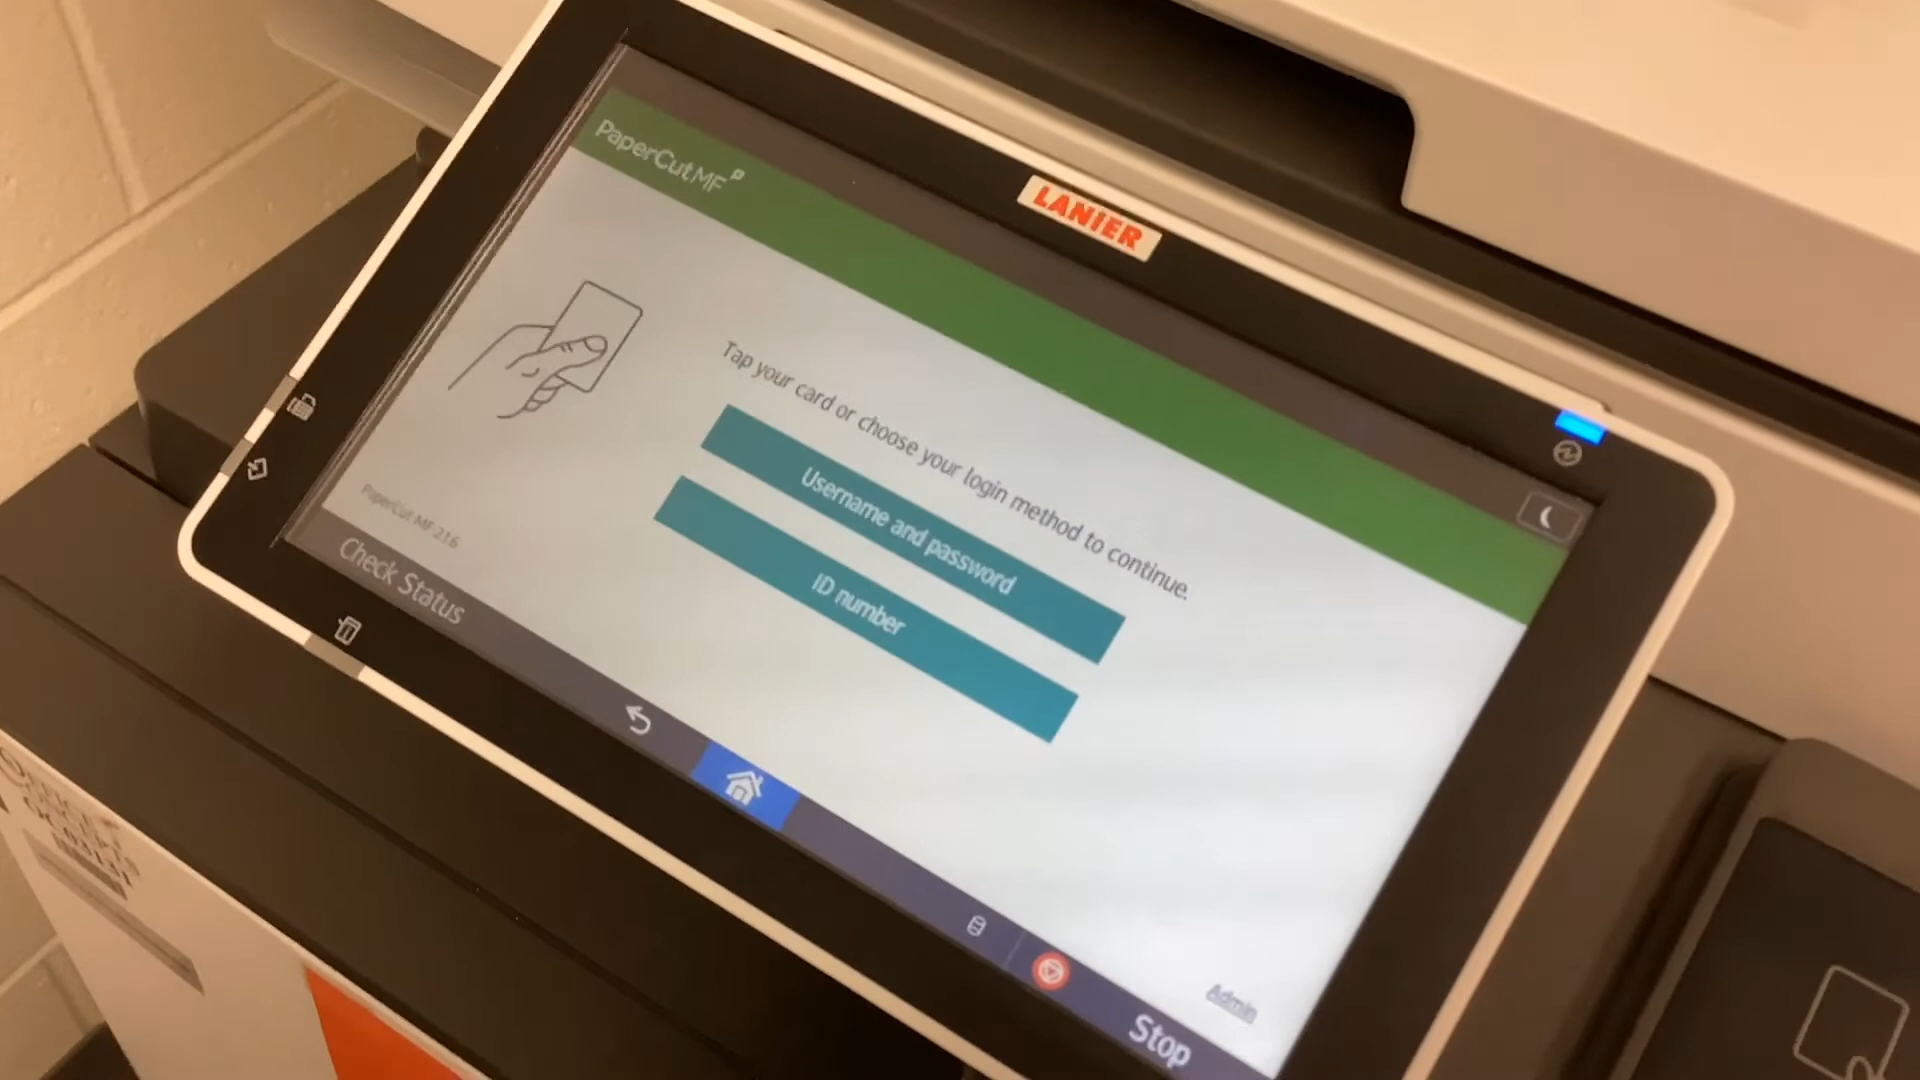 LANIER
PaperCut MF
Tap your card or choose your login method to continue.
Username and password
ID number
PaperCut MF 216
Check Status
Admin
Stop